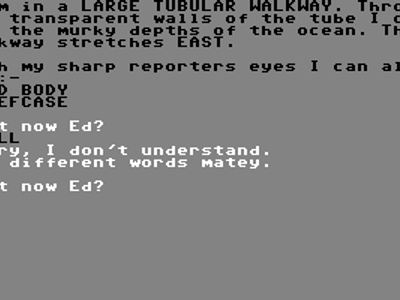 m in a LARGE TUBULAR WALKWAY. Thro
transparent walls of the tube I c
the murky depths of the ocean. Th
kway stretches EAST.
h my sharp reporters eyes I can al
:-
D BODY
EFCASE
t now Ed?
LL
ry, I don't understand.
different words matey.
t now Ed?